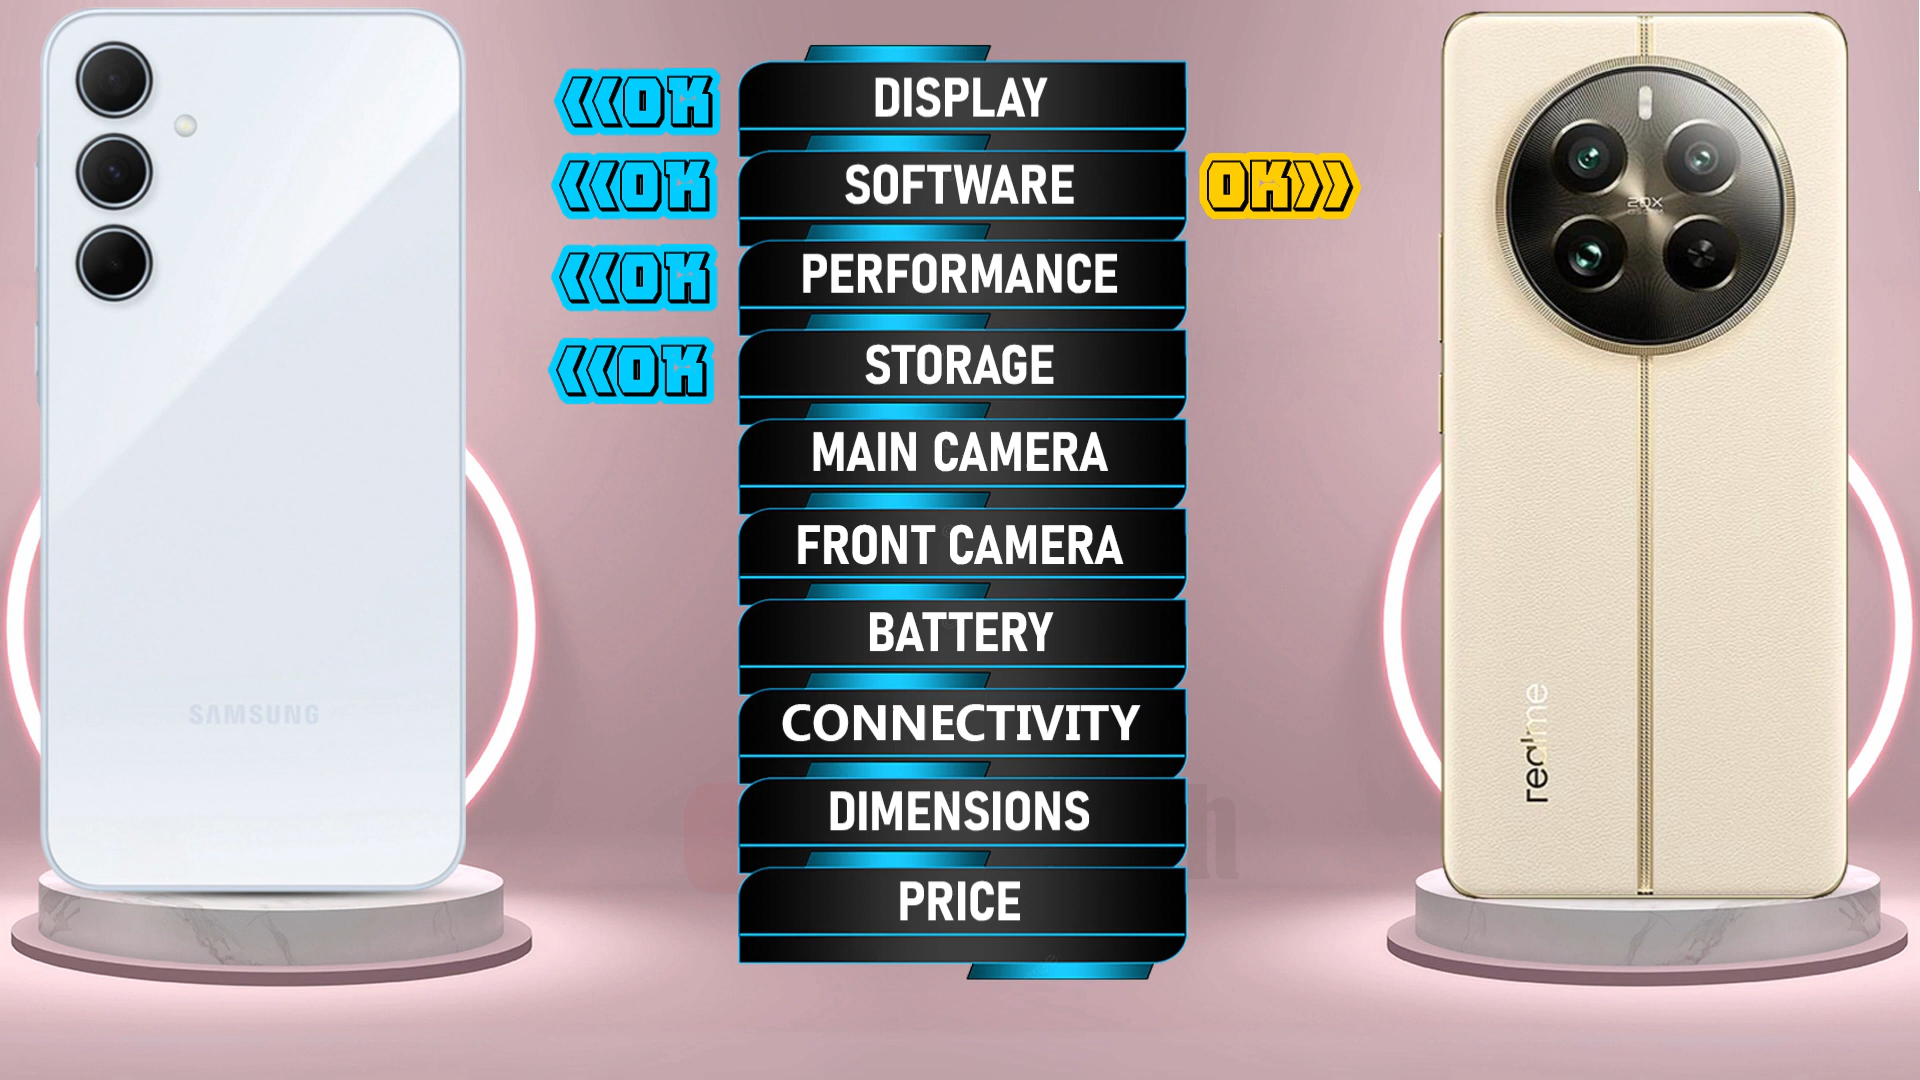 <<OK DISPLAY
<<OK SOFTWARE OK>>
<<OK PERFORMANCE
<<OK STORAGE
MAIN CAMERA
FRONT CAMERA
BATTERY
CONNECTIVITY
DIMENSIONS
PRICE
SAMSUNG
20X
realme